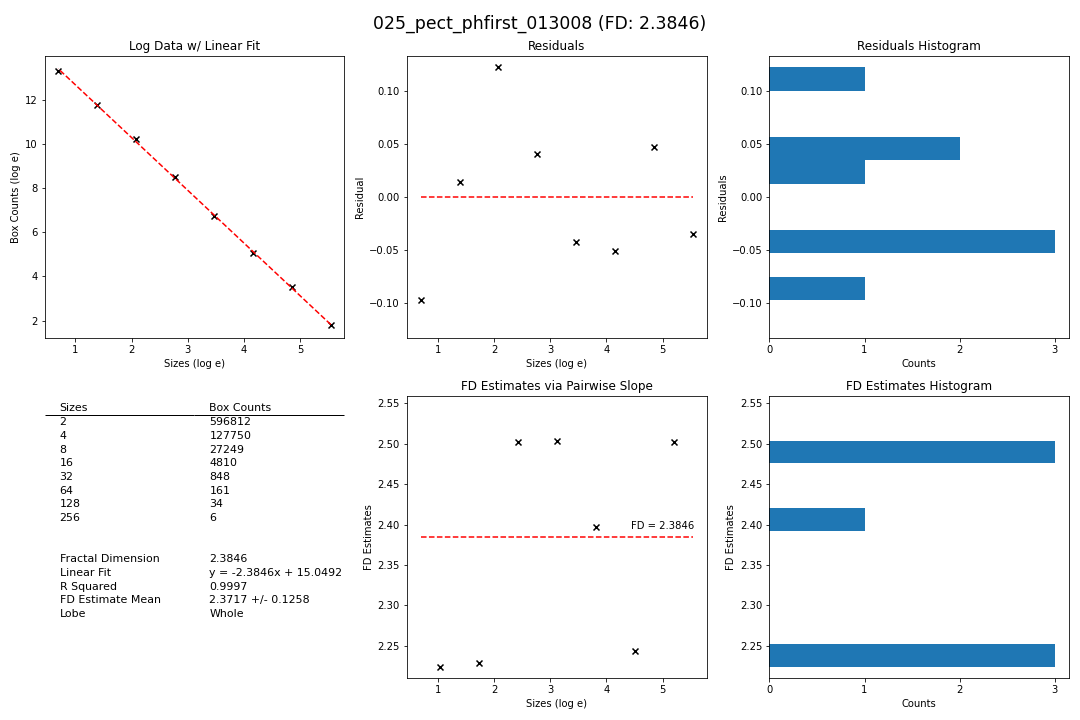 025_pect_phfirst_013008 (FD: 2.3846)
Log Data w/ Linear Fit
Box Counts (log e)
12
10
8
6
4
2
1 2 3 4 5
Sizes (log e)
Residuals
Residual
0.10
0.05
0.00
−0.05
−0.10
1 2 3 4 5
Sizes (log e)
Residuals Histogram
Residuals
0.10
0.05
0.00
−0.05
−0.10
0 1 2 3
Counts
Sizes Box Counts
2 596812
4 127750
8 27249
16 4810
32 848
64 161
128 34
256 6
Fractal Dimension 2.3846
Linear Fit y = -2.3846x + 15.0492
R Squared 0.9997
FD Estimate Mean 2.3717 +/- 0.1258
Lobe Whole
FD Estimates via Pairwise Slope
FD Estimates
2.55
2.50
2.45
2.40
2.35
2.30
2.25
FD = 2.3846
1 2 3 4 5
Sizes (log e)
FD Estimates Histogram
FD Estimates
2.55
2.50
2.45
2.40
2.35
2.30
2.25
0 1 2 3
Counts